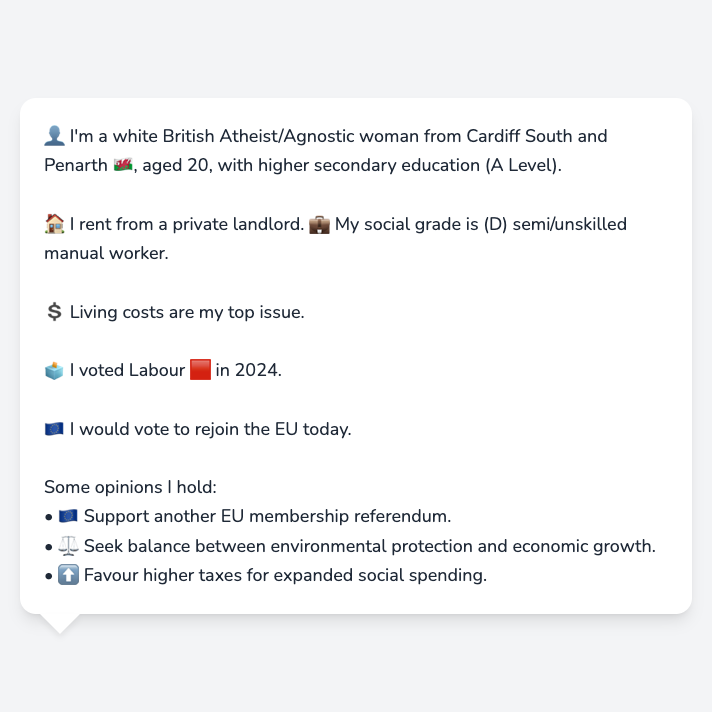 👤 I'm a white British Atheist/Agnostic woman from Cardiff South and
Penarth 🏴󠁧󠁢󠁷󠁬󠁳󠁿, aged 20, with higher secondary education (A Level).
🏠 I rent from a private landlord. 💼 My social grade is (D) semi/unskilled
manual worker.
💲 Living costs are my top issue.
🗳️ I voted Labour 🟥 in 2024.
🇪🇺 I would vote to rejoin the EU today.
Some opinions I hold:
• 🇪🇺 Support another EU membership referendum.
• ⚖️ Seek balance between environmental protection and economic growth.
• ⬆️ Favour higher taxes for expanded social spending.